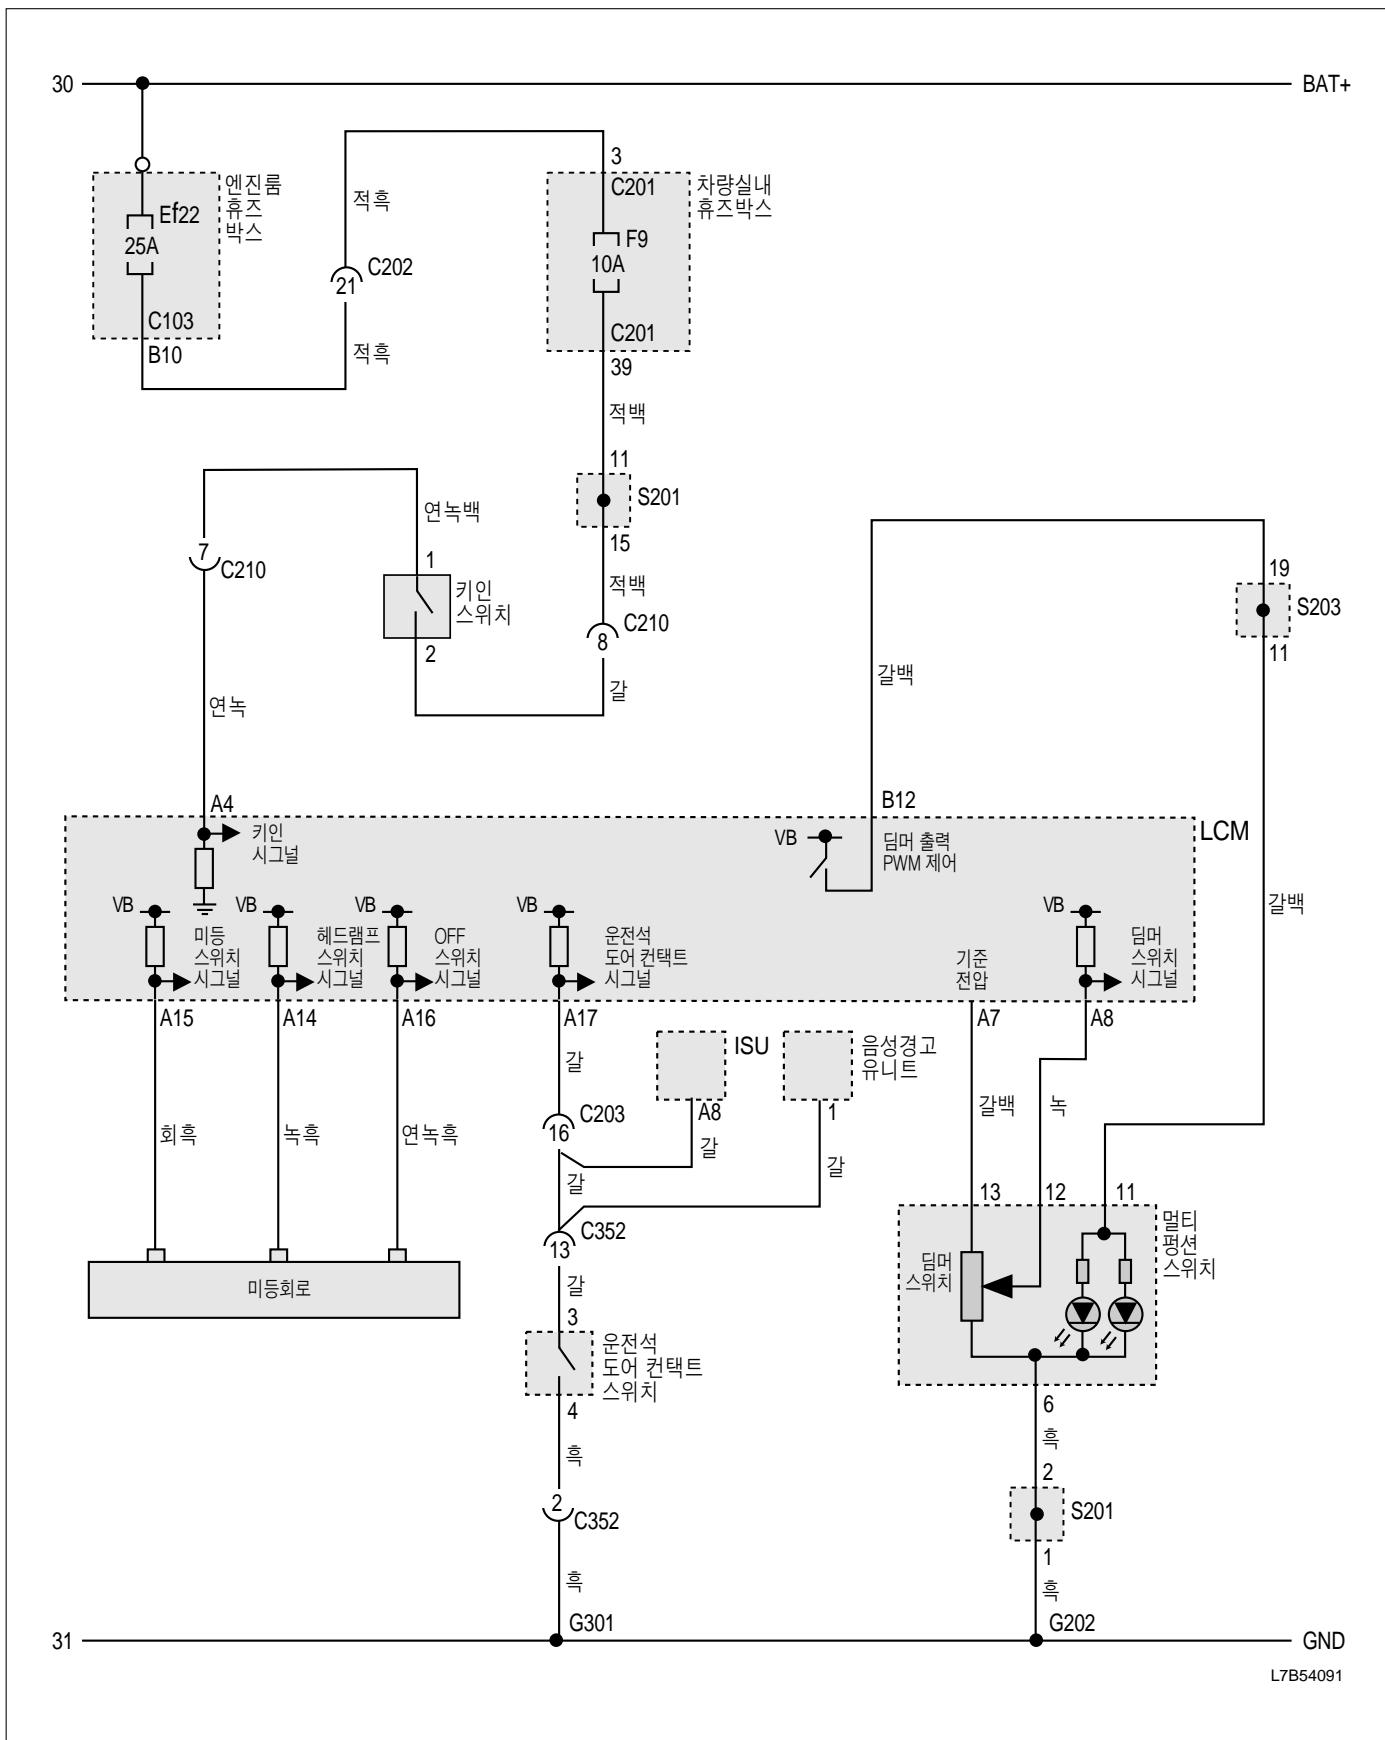 30
BAT+
엔진룸
휴즈
박스
Ef22
25A
C103
B10
적흑
C202
21
적흑
3
C201
차량실내
휴즈박스
F9
10A
C201
39
적백
11
S201
15
적백
C210
8
갈
연녹백
1
키인
스위치
2
7
C210
연녹
19
S203
11
갈백
갈백
A4
키인
시그널
B12
LCM
VB
딤머 출력
PWM 제어
VB
미등
스위치
시그널
VB
헤드램프
스위치
시그널
VB
OFF
스위치
시그널
VB
운전석
도어 컨택트
시그널
기준
전압
VB
딤머
스위치
시그널
A15
A14
A16
A17
A7
A8
갈
ISU
A8
갈
음성경고
유니트
1
갈
C203
16
갈
C352
13
갈
회흑
녹흑
연녹흑
미등회로
3
운전석
도어 컨택트
스위치
4
흑
2
C352
흑
G301
갈백
녹
13
12
11
멀티
펑션
스위치
딤머
스위치
6
흑
2
S201
1
흑
G202
31
GND
L7B54091